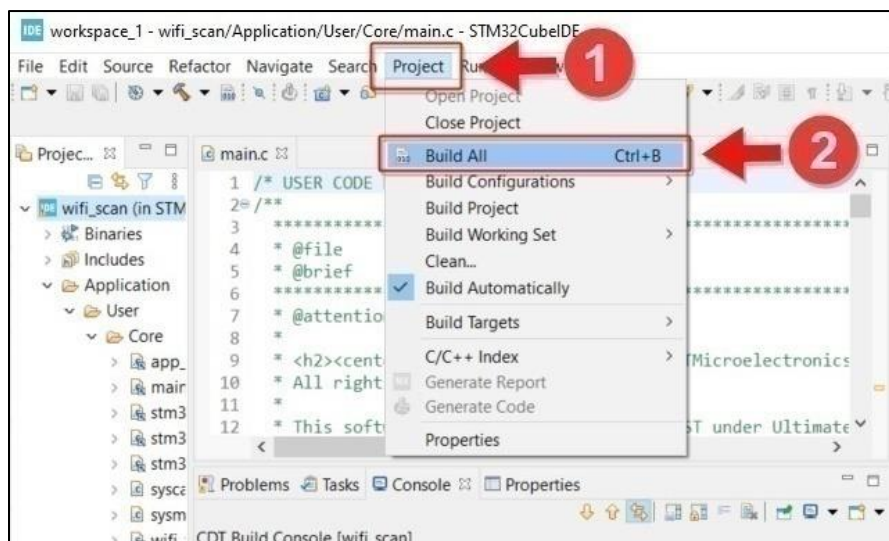 IDE workspace_1 - wifi_scan/Application/User/Core/main.c - STM32CubeIDE
File Edit Source Refactor Navigate Search Project
1
Open Project
Close Project
Build All Ctrl+B
2
Build Configurations
Build Project
Build Working Set
Clean...
Build Automatically
Build Targets
C/C++ Index
Generate Report
Generate Code
Properties
Projec...
wifi_scan (in STM
Binaries
Includes
Application
User
Core
app_
main
stm3
stm3
stm3
sysca
sysm
wifi_
main.c
1 /* USER CODE
2 /**
3 ***********
4 * @file
5 * @brief
6 ***********
7 * @attentio
8 *
9 * <h2><cent TMicroelectronics
10 * All right
11 *
12 * This soft ST under Ultimate
Problems Tasks Console Properties
CDT Build Console [wifi_scan]